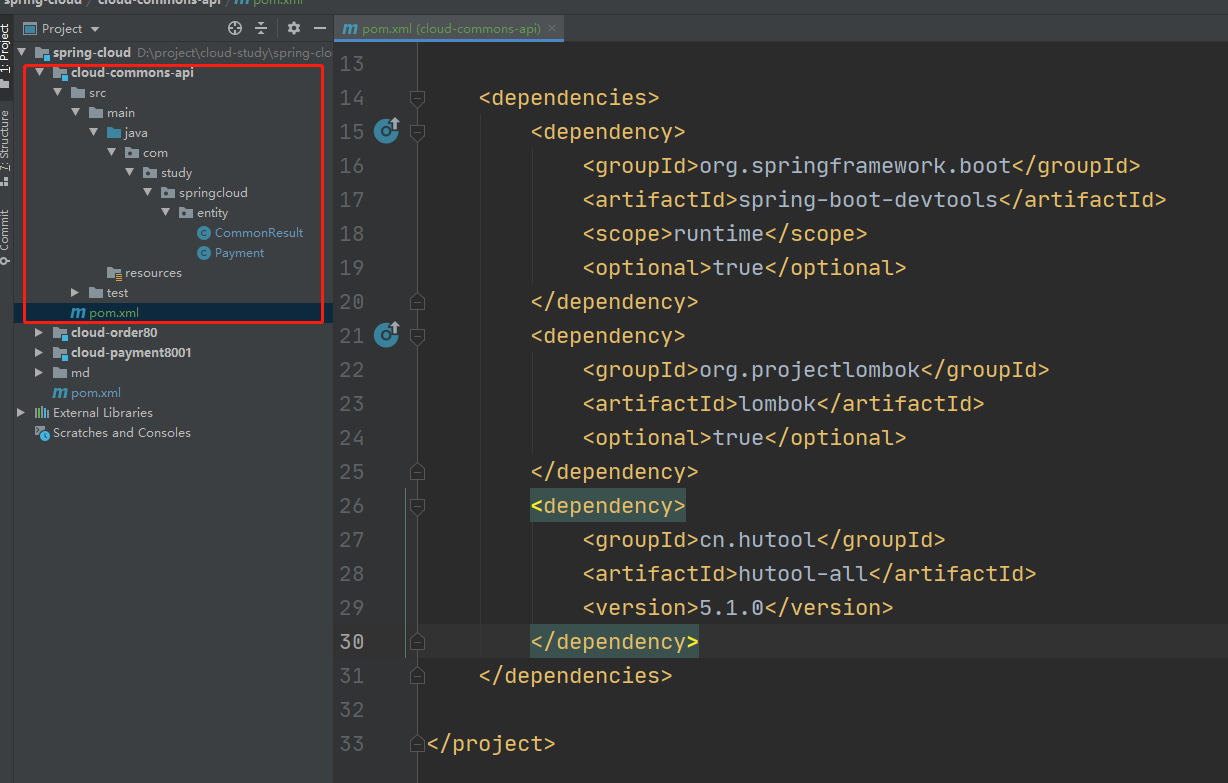 spring-cloud / cloud-commons-api / m pom.xml
Project
spring-cloud D:\project\cloud-study\spring-clo
cloud-commons-api
src
main
java
com
study
springcloud
entity
CommonResult
Payment
resources
test
pom.xml
cloud-order80
cloud-payment8001
md
pom.xml
External Libraries
Scratches and Consoles
1: Project
7: Structure
Commit
pom.xml (cloud-commons-api)
13
14 <dependencies>
15 <dependency>
16 <groupId>org.springframework.boot</groupId>
17 <artifactId>spring-boot-devtools</artifactId>
18 <scope>runtime</scope>
19 <optional>true</optional>
20 </dependency>
21 <dependency>
22 <groupId>org.projectlombok</groupId>
23 <artifactId>lombok</artifactId>
24 <optional>true</optional>
25 </dependency>
26 <dependency>
27 <groupId>cn.hutool</groupId>
28 <artifactId>hutool-all</artifactId>
29 <version>5.1.0</version>
30 </dependency>
31 </dependencies>
32
33 </project>